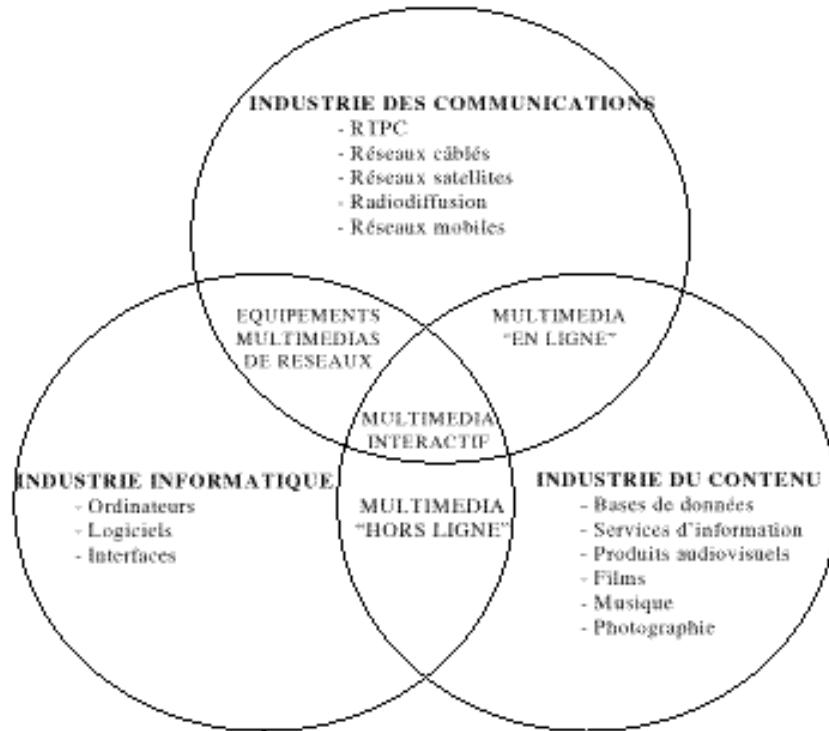 INDUSTRIE DES COMMUNICATIONS
- RTPC
- Réseaux câblés
- Réseaux satellites
- Radiodiffusion
- Réseaux mobiles
EQUIPEMENTS
MULTIMEDIAS
DE RESEAUX
MULTIMEDIA
"EN LIGNE"
MULTIMEDIA
INTERACTIF
INDUSTRIE INFORMATIQUE
- Ordinateurs
- Logiciels
- Interfaces
MULTIMEDIA
"HORS LIGNE"
INDUSTRIE DU CONTENU
- Bases de données
- Services d'information
- Produits audiovisuels
- Films
- Musique
- Photographie